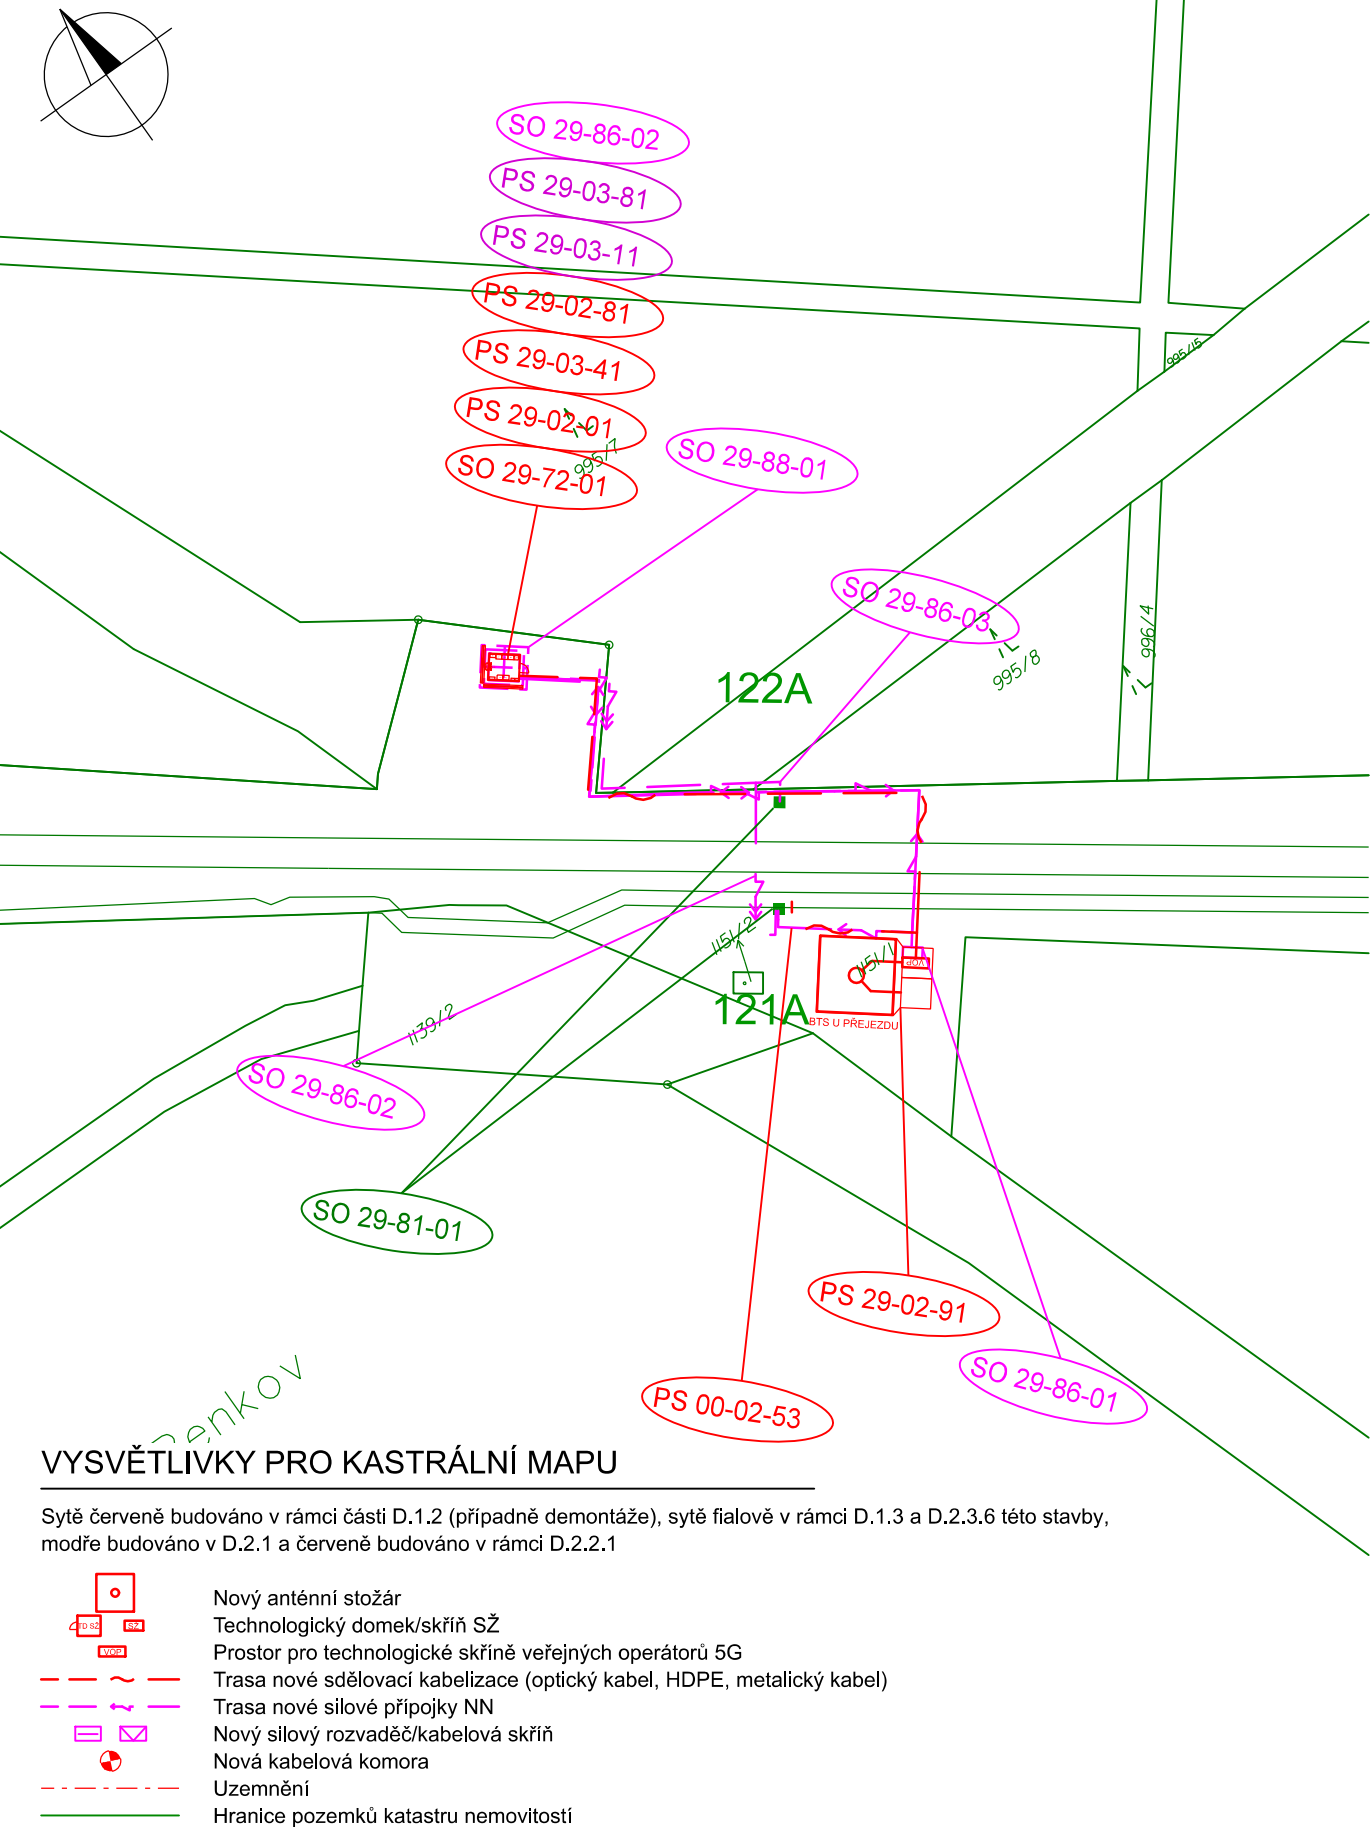 SO 29-86-02
PS 29-03-81
PS 29-03-11
PS 29-02-81
PS 29-03-41
PS 29-02-01
SO 29-72-01
995/7
SO 29-88-01
995/15
SO 29-86-03
995/8
996/4
122A
1151/2
1151/1
VOP
121A
BTS U PŘEJEZDU
1139/2
SO 29-86-02
SO 29-81-01
PS 29-02-91
SO 29-86-01
PS 00-02-53
Benkov
VYSVĚTLIVKY PRO KASTRÁLNÍ MAPU
Sytě červeně budováno v rámci části D.1.2 (případně demontáže), sytě fialově v rámci D.1.3 a D.2.3.6 této stavby,
modře budováno v D.2.1 a červeně budováno v rámci D.2.2.1
Nový anténní stožár
TD SŽ SŽ Technologický domek/skříň SŽ
VOP Prostor pro technologické skříně veřejných operátorů 5G
Trasa nové sdělovací kabelizace (optický kabel, HDPE, metalický kabel)
Trasa nové silové přípojky NN
Nový silový rozvaděč/kabelová skříň
Nová kabelová komora
Uzemnění
Hranice pozemků katastru nemovitostí